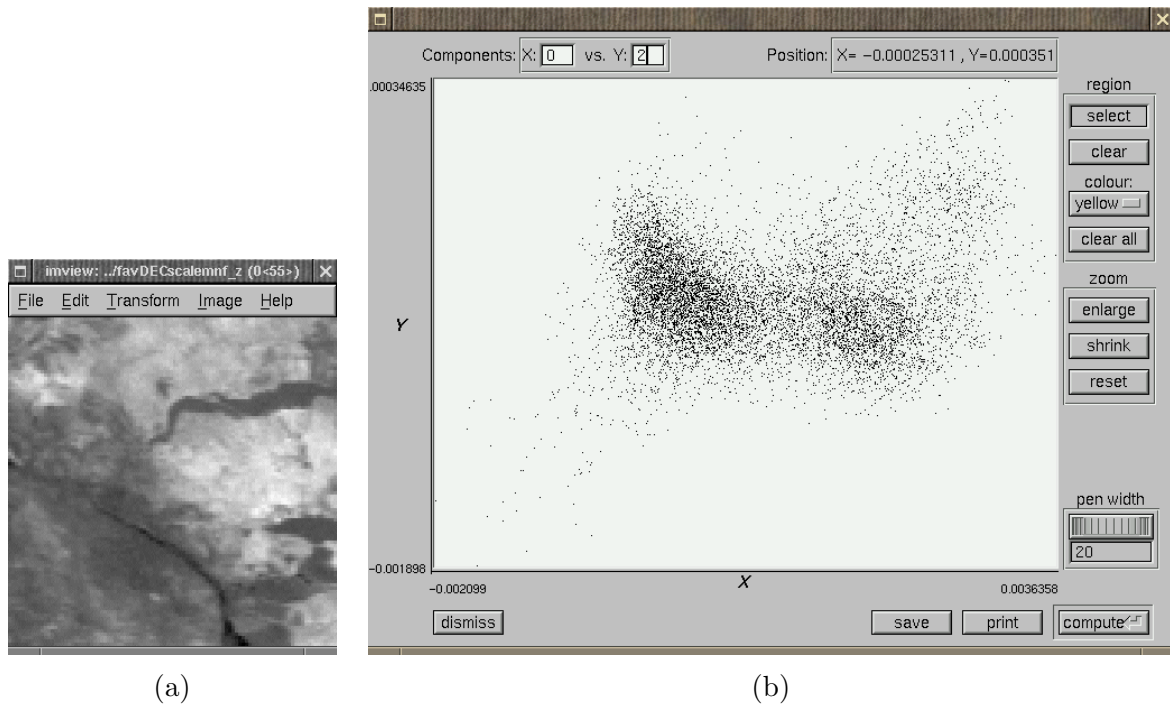 imview: ../favDECscalemnf_z (0<55>)
File Edit Transform Image Help
(a)
Components: X: 0 vs. Y: 2 Position: X= -0.00025311 , Y=0.000351
.00034635
Y
-0.001898
-0.002099 X 0.0036358
region
select
clear
colour:
yellow
clear all
zoom
enlarge
shrink
reset
pen width
20
dismiss save print compute
(b)